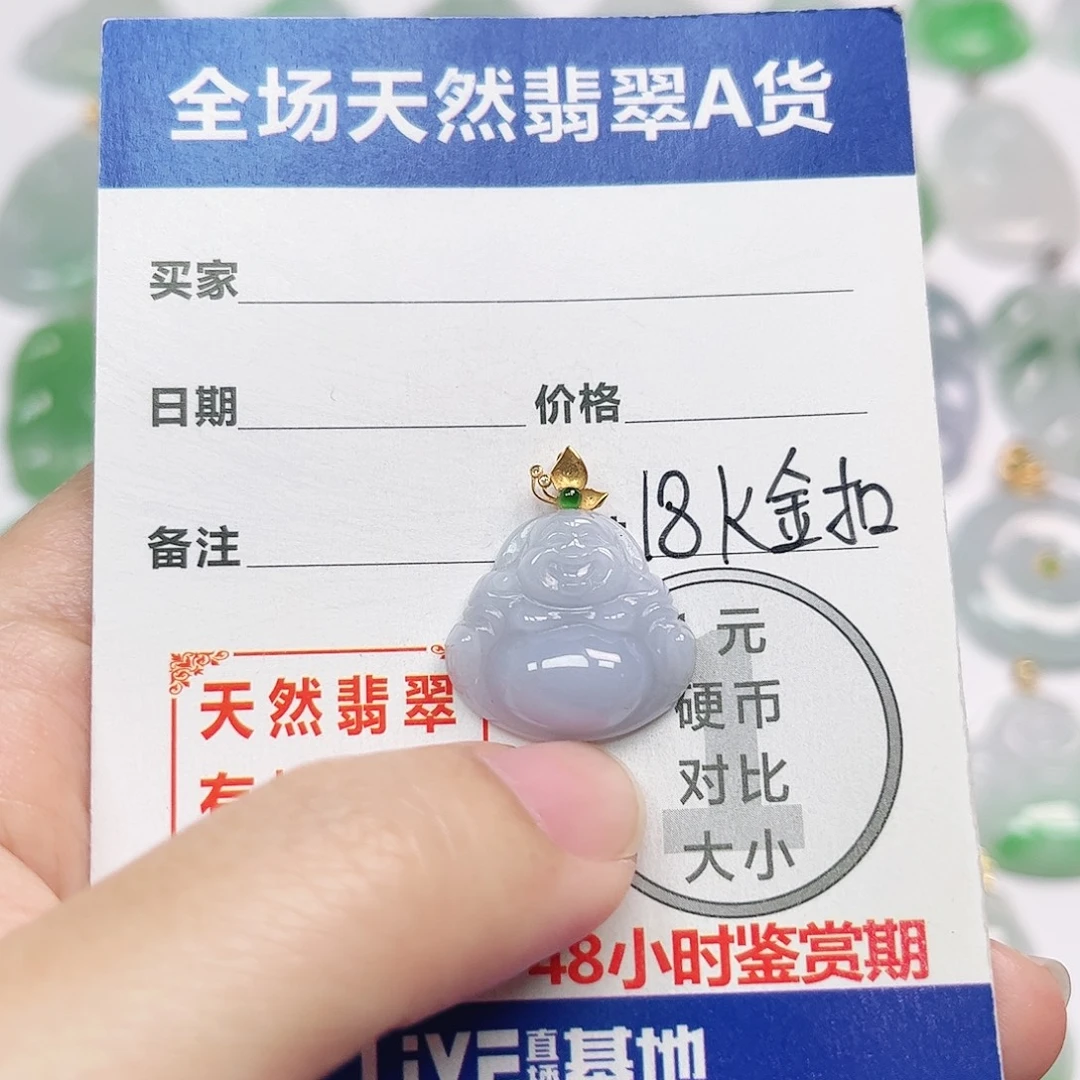 全场天然翡翠A货
买家
日期
价格
备注
18K金扣
天然翡翠
元
硬币
对比
大小
48小时鉴赏期
直播
基地